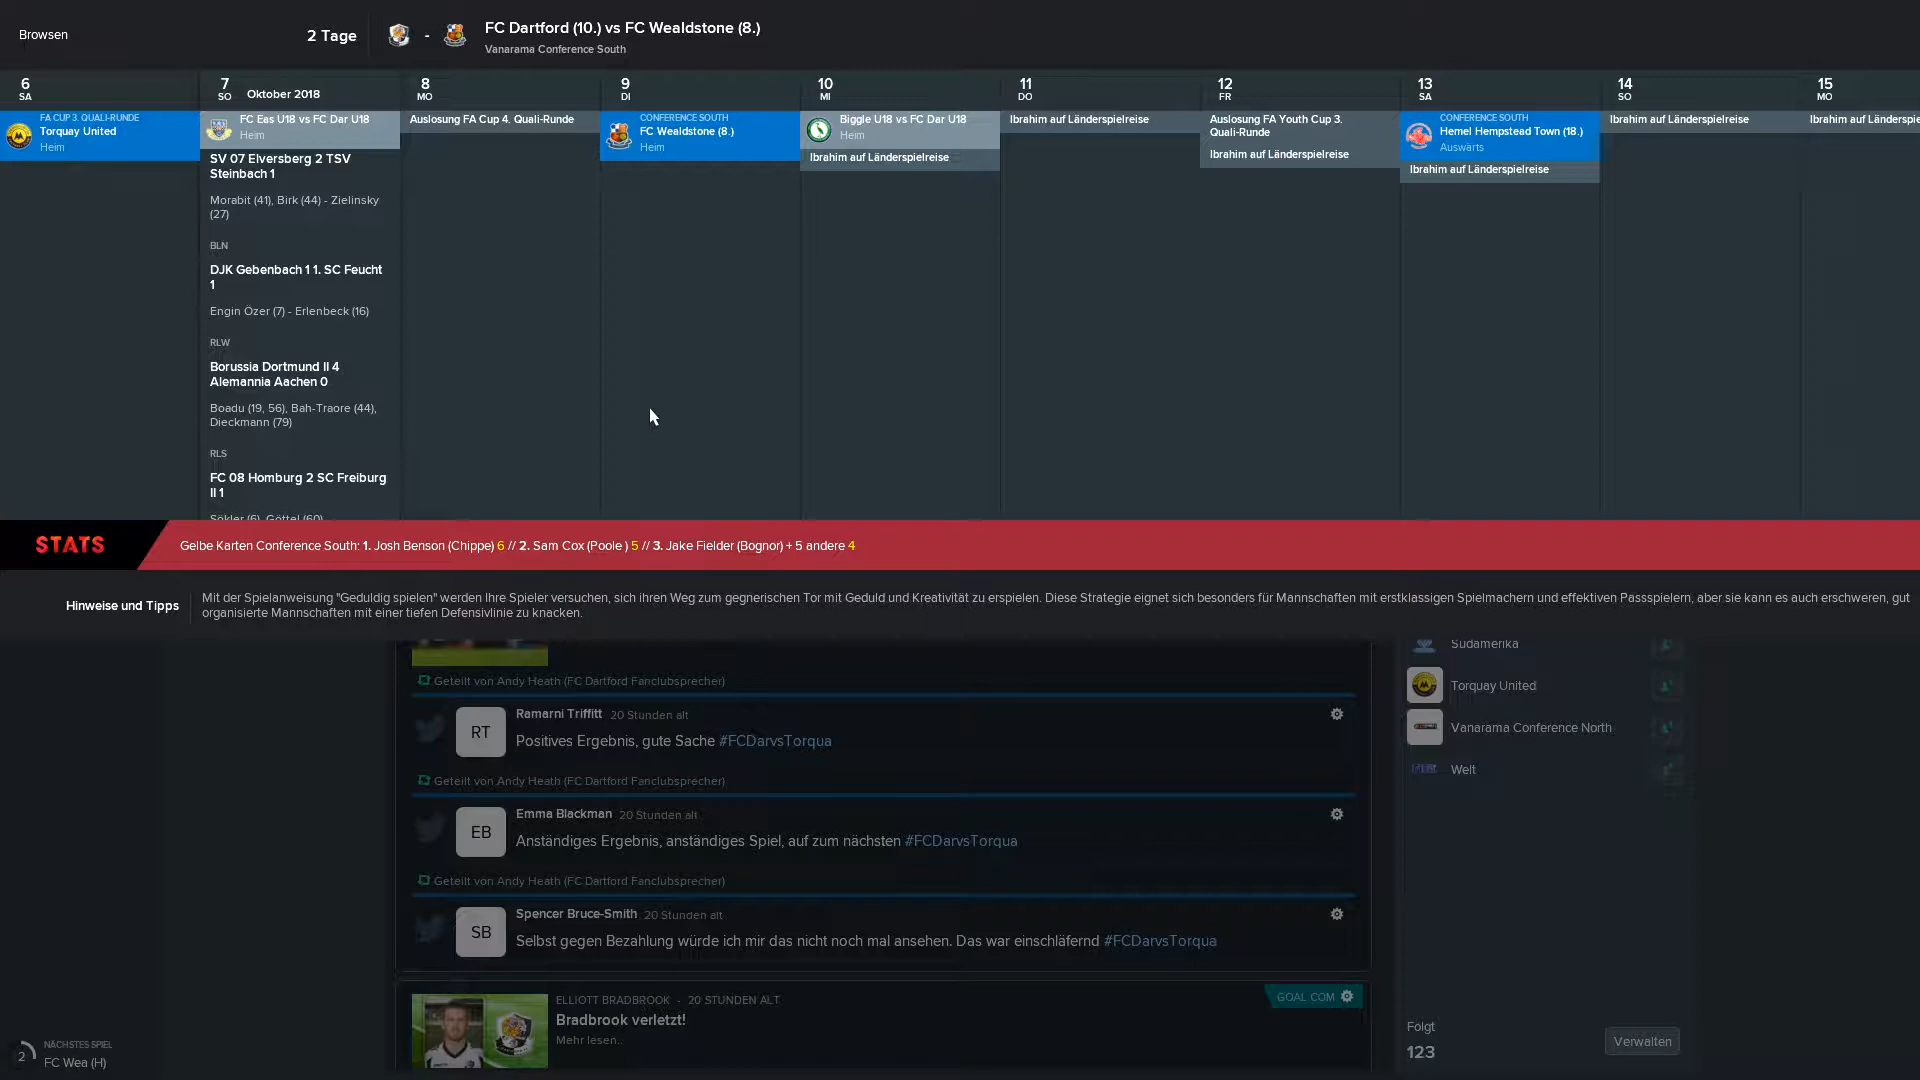 Browsen
2 Tage
-
FC Dartford (10.) vs FC Wealdstone (8.)
Vanarama Conference South
6
SA
7
SO
Oktober 2018
8
MO
9
DI
10
MI
11
DO
12
FR
13
SA
14
SO
15
MO
FA CUP 3. QUALI-RUNDE
Torquay United
Heim
FC Eas U18 vs FC Dar U18
Heim
SV 07 Elversberg 2 TSV
Steinbach 1
Morabit (41), Birk (44) - Zielinsky
(27)
BLN
DJK Gebenbach 1 1. SC Feucht
1
Engin Özer (7) - Erlenbeck (16)
RLW
Borussia Dortmund II 4
Alemannia Aachen 0
Boadu (19, 56), Bah-Traore (44),
Dieckmann (79)
RLS
FC 08 Homburg 2 SC Freiburg
II 1
Sökler (6), Göttel (60)
Auslosung FA Cup 4. Quali-Runde
CONFERENCE SOUTH
FC Wealdstone (8.)
Heim
Biggle U18 vs FC Dar U18
Heim
Ibrahim auf Länderspielreise
Ibrahim auf Länderspielreise
Auslosung FA Youth Cup 3.
Quali-Runde
Ibrahim auf Länderspielreise
CONFERENCE SOUTH
Hemel Hempstead Town (18.)
Auswärts
Ibrahim auf Länderspielreise
Ibrahim auf Länderspielreise
Ibrahim auf Länderspie
STATS
Gelbe Karten Conference South: 1. Josh Benson (Chippe) 6 // 2. Sam Cox (Poole ) 5 // 3. Jake Fielder (Bognor) + 5 andere 4
Hinweise und Tipps
Mit der Spielanweisung "Geduldig spielen" werden Ihre Spieler versuchen, sich ihren Weg zum gegnerischen Tor mit Geduld und Kreativität zu erspielen. Diese Strategie eignet sich besonders für Mannschaften mit erstklassigen Spielmachern und effektiven Passspielern, aber sie kann es auch erschweren, gut
organisierte Mannschaften mit einer tiefen Defensivlinie zu knacken.
Geteilt von Andy Heath (FC Dartford Fanclubsprecher)
RT
Ramarni Triffitt 20 Stunden alt
Positives Ergebnis, gute Sache #FCDarvsTorqua
Geteilt von Andy Heath (FC Dartford Fanclubsprecher)
EB
Emma Blackman 20 Stunden alt
Anständiges Ergebnis, anständiges Spiel, auf zum nächsten #FCDarvsTorqua
Geteilt von Andy Heath (FC Dartford Fanclubsprecher)
SB
Spencer Bruce-Smith 20 Stunden alt
Selbst gegen Bezahlung würde ich mir das nicht noch mal ansehen. Das war einschläfernd #FCDarvsTorqua
ELLIOTT BRADBROOK - 20 STUNDEN ALT
GOAL.COM
Bradbrook verletzt!
Mehr lesen..
Südamerika
Torquay United
Vanarama Conference North
Welt
Folgt
123
Verwalten
2
NÄCHSTES SPIEL
FC Wea (H)